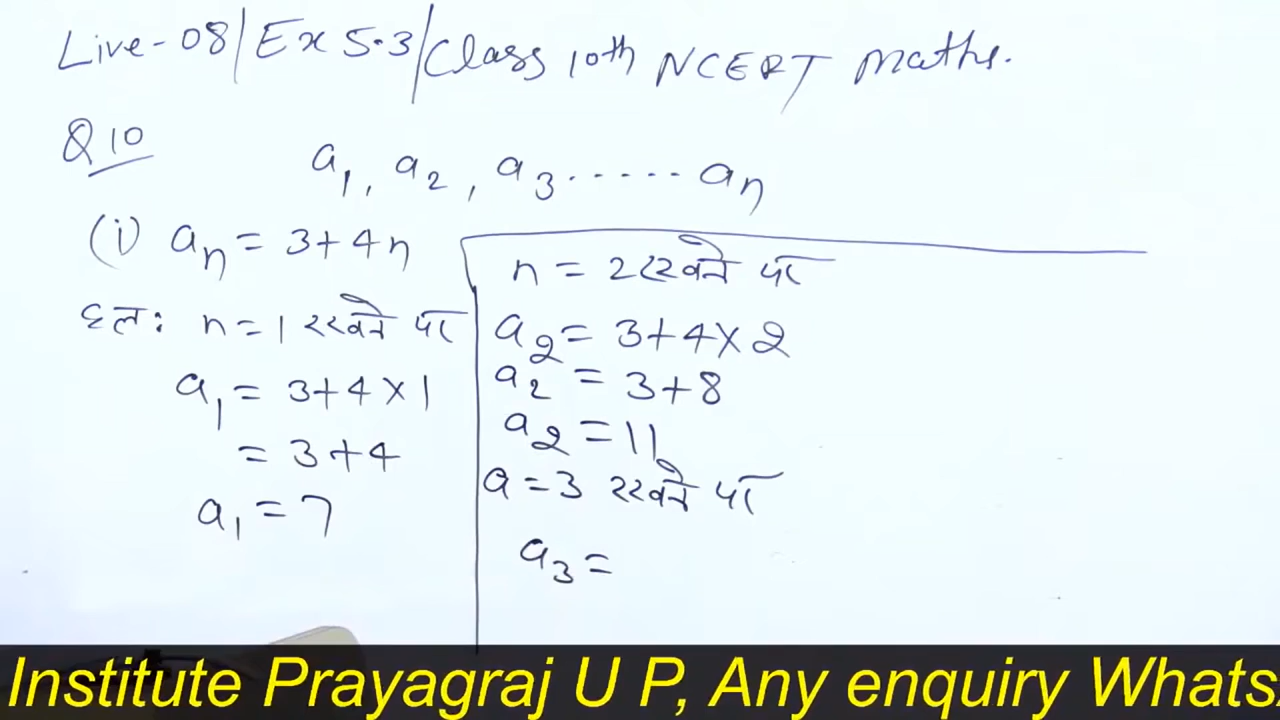 Live-08/Ex 5.3/Class 10th NCERT Maths.
Q 10
a₁, a₂, a₃ ...... aₙ
(i) aₙ = 3+4n
हल: n = 1 रखने पर
a₁ = 3+4×1
= 3+4
a₁ = 7
n = 2 रखने पर
a₂ = 3+4×2
a₂ = 3+8
a₂ = 11
a = 3 रखने पर
a₃ =
Institute Prayagraj U P, Any enquiry Whats